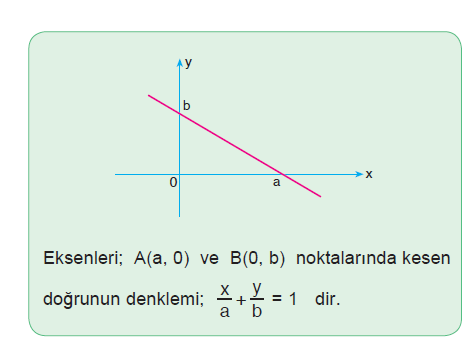 y
b
0
a
x
Eksenleri; A(a, 0) ve B(0, b) noktalarında kesen
doğrunun denklemi; x/a + y/b = 1 dir.